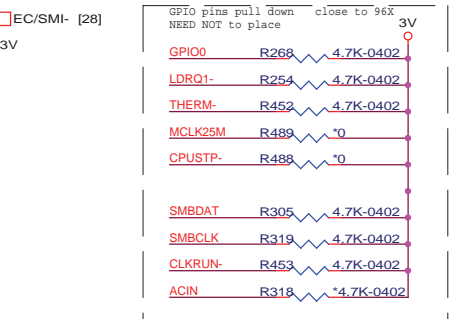 EC/SMI- [28]
3V
GPIO pins pull down close to 96X
NEED NOT to place
3V
GPIO0 R268 4.7K-0402
LDRQ1- R254 4.7K-0402
THERM- R452 4.7K-0402
MCLK25M R489 *0
CPUSTP- R488 *0
SMBDAT R305 4.7K-0402
SMBCLK R319 4.7K-0402
CLKRUN- R453 4.7K-0402
ACIN R318 *4.7K-0402